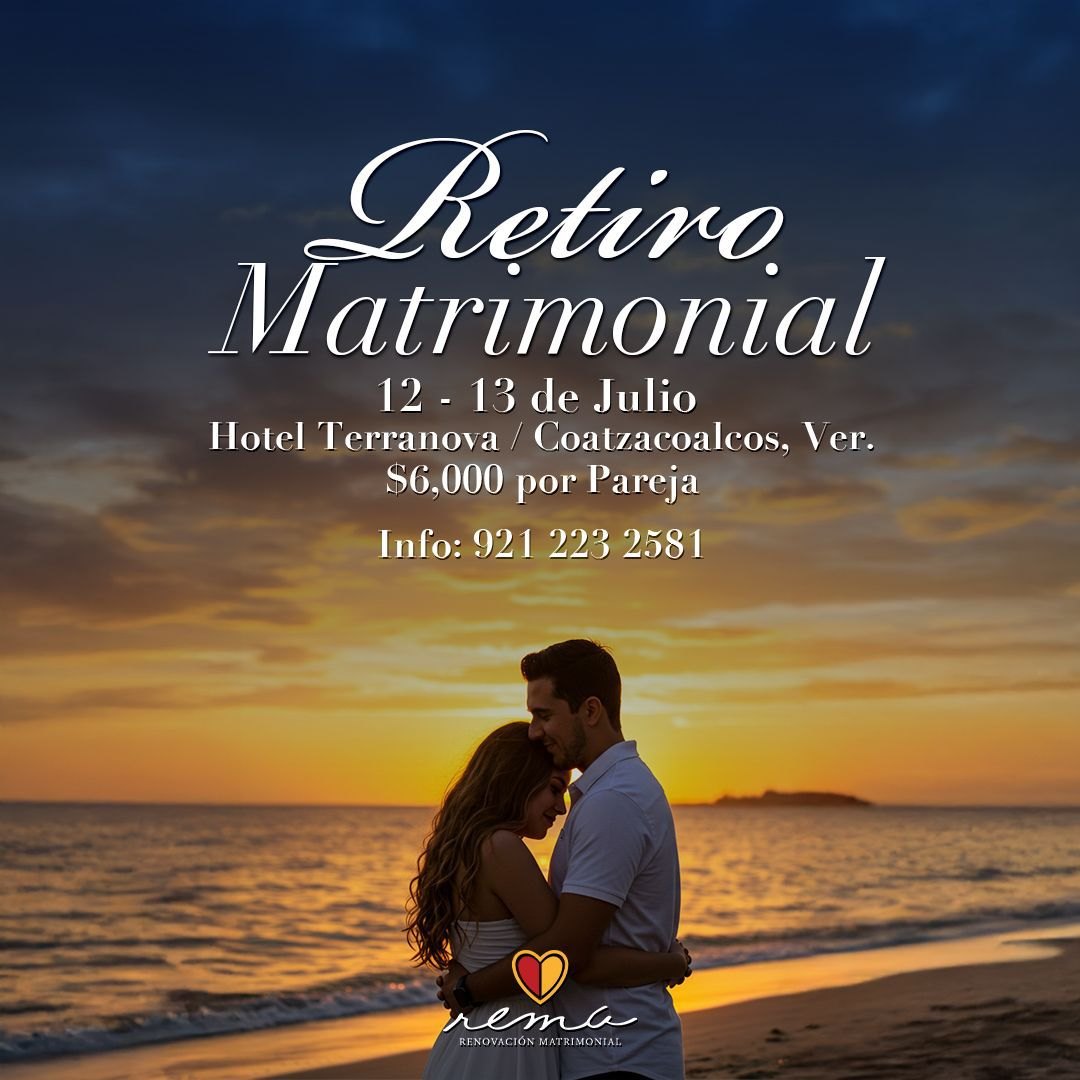 Retiro
Matrimonial
12 - 13 de Julio
Hotel Terranova / Coatzacoalcos, Ver.
$6,000 por Pareja
Info: 921 223 2581
rema
RENOVACIÓN MATRIMONIAL